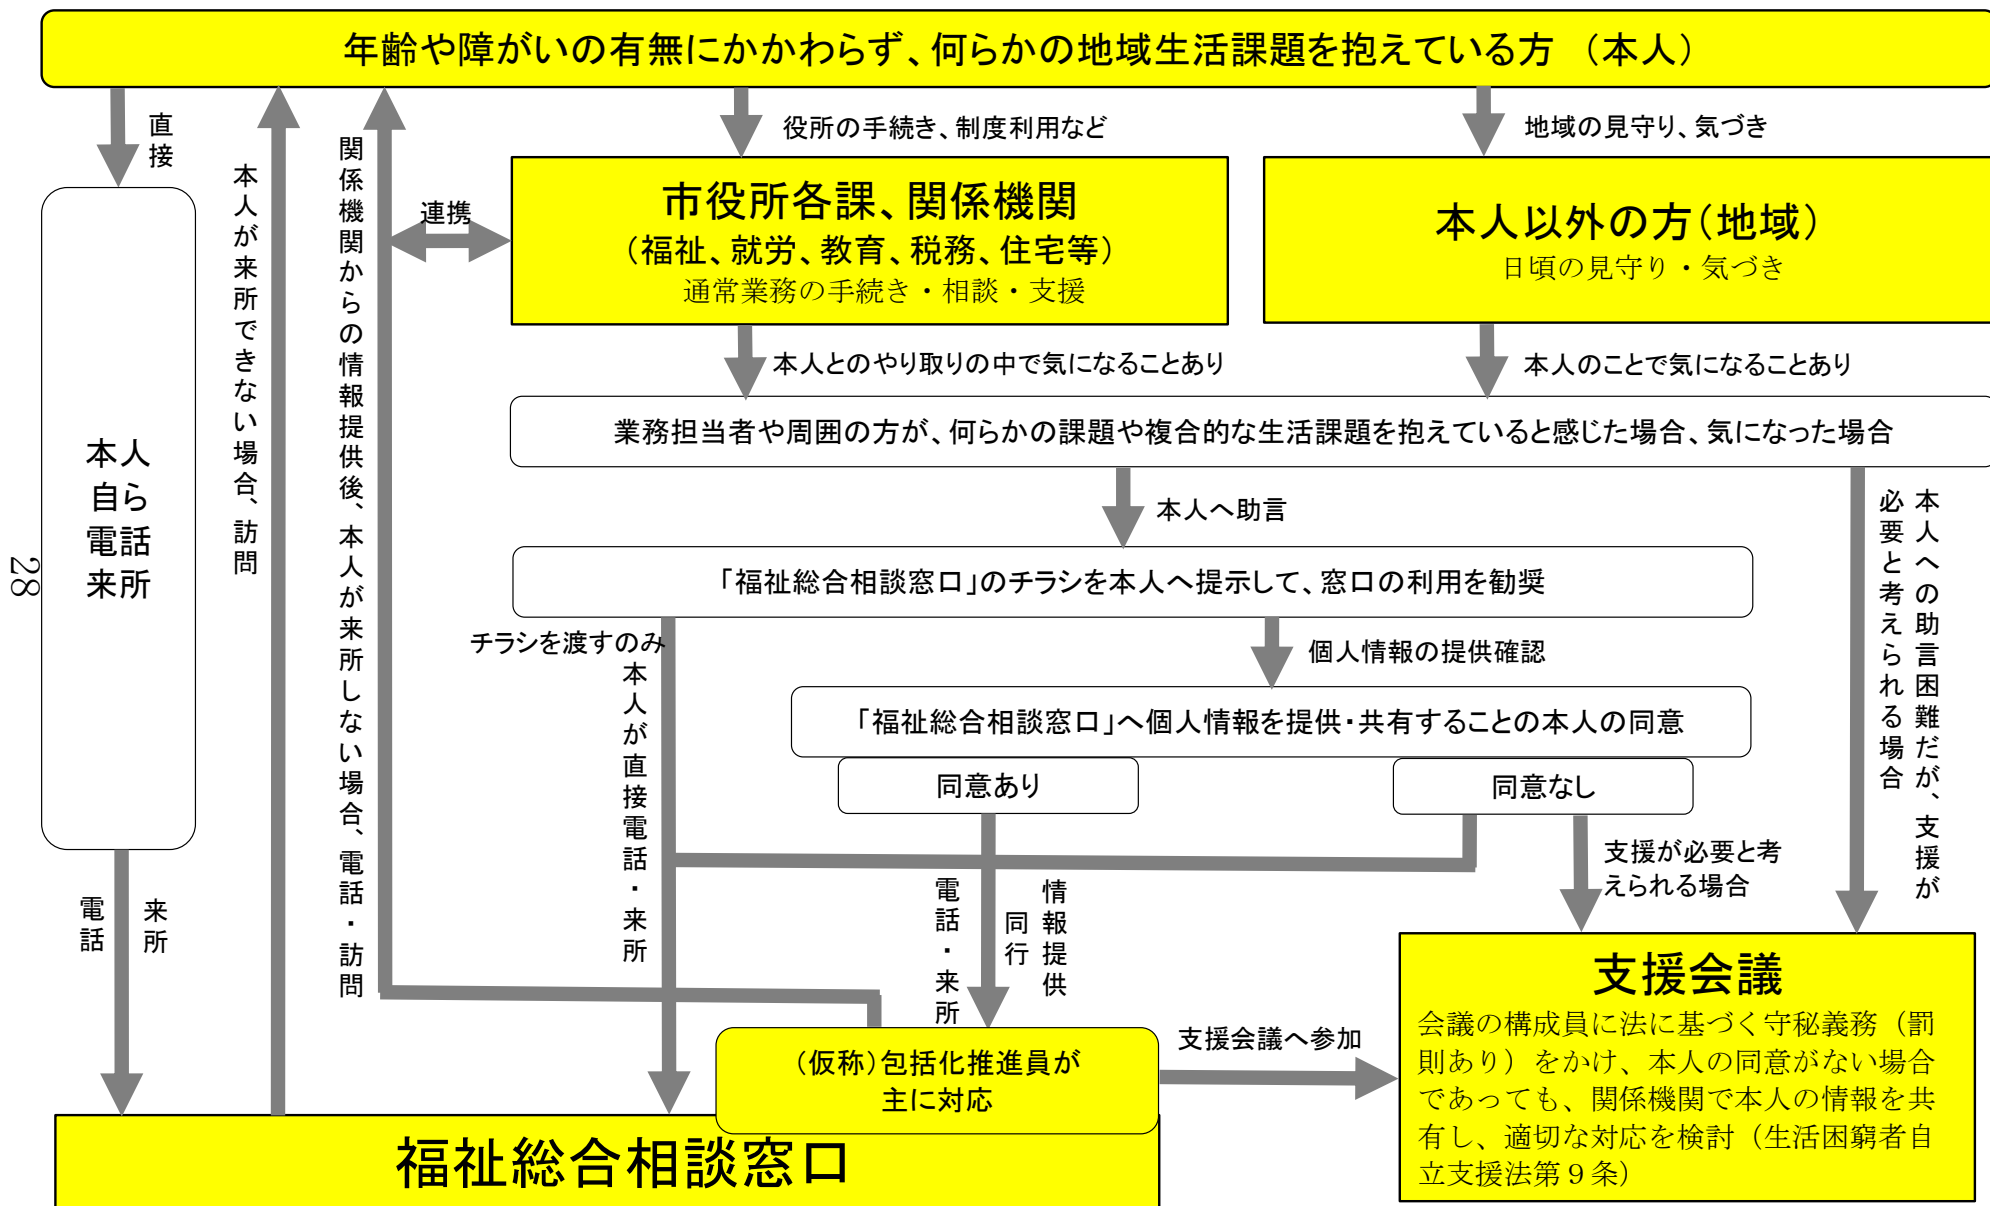 年齢や障がいの有無にかかわらず、何らかの地域生活課題を抱えている方 （本人）
直接
役所の手続き、制度利用など
地域の見守り、気づき
本人が来所できない場合、訪問
関係機関からの情報提供後、本人が来所しない場合、電話・訪問
連携
市役所各課、関係機関
（福祉、就労、教育、税務、住宅等）
通常業務の手続き・相談・支援
本人以外の方（地域）
日頃の見守り・気づき
本人とのやり取りの中で気になることあり
本人のことで気になることあり
業務担当者や周囲の方が、何らかの課題や複合的な生活課題を抱えていると感じた場合、気になった場合
本人
自ら
電話
来所
28
本人へ助言
本人への助言困難だが、支援が
必要と考えられる場合
「福祉総合相談窓口」のチラシを本人へ提示して、窓口の利用を勧奨
チラシを渡すのみ
本人が直接電話・来所
個人情報の提供確認
「福祉総合相談窓口」へ個人情報を提供・共有することの本人の同意
同意あり
同意なし
支援が必要と考
えられる場合
電話
来所
電話・来所
情報提供
同行
支援会議へ参加
（仮称）包括化推進員が
主に対応
福祉総合相談窓口
支援会議
会議の構成員に法に基づく守秘義務（罰
則あり）をかけ、本人の同意がない場合
であっても、関係機関で本人の情報を共
有し、適切な対応を検討（生活困窮者自
立支援法第９条）